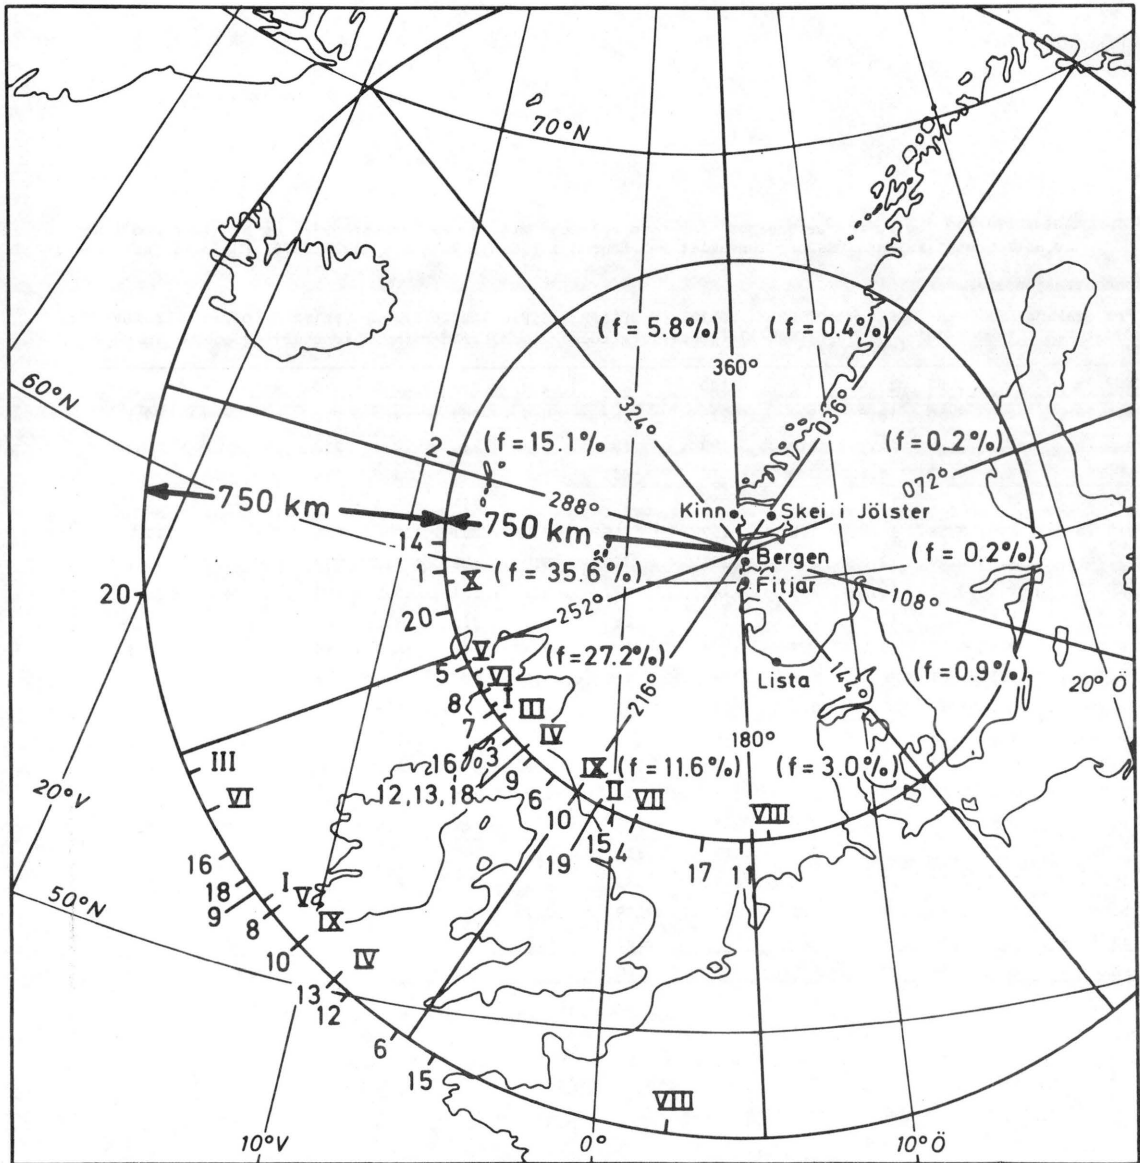 70°N
(f = 5.8%)
(f = 0.4%)
360°
60°N
324°
036°
2
(f = 15.1%
(f = 0.2%)
072°
750 km
750 km
288°
Kinn
Skei i Jölster
14
Bergen
(f = 0.2%)
1
X
(f = 35.6%)
Fitjar
20
252°
108°
20
V
(f=27.2%)
5
VI
144°
(f = 0.9%)
8
I
216°
Lista
20° Ö
7
III
16
3
IV
180°
III
12,13,18
9
IX
(f = 11.6%)
(f = 3.0%)
20°V
VI
6
II
VII
VIII
10
15
4
16
19
17
11
18
I
V
9
8
50°N
IX
10
IV
13
12
6
15
VIII
10°V
0°
10° Ö